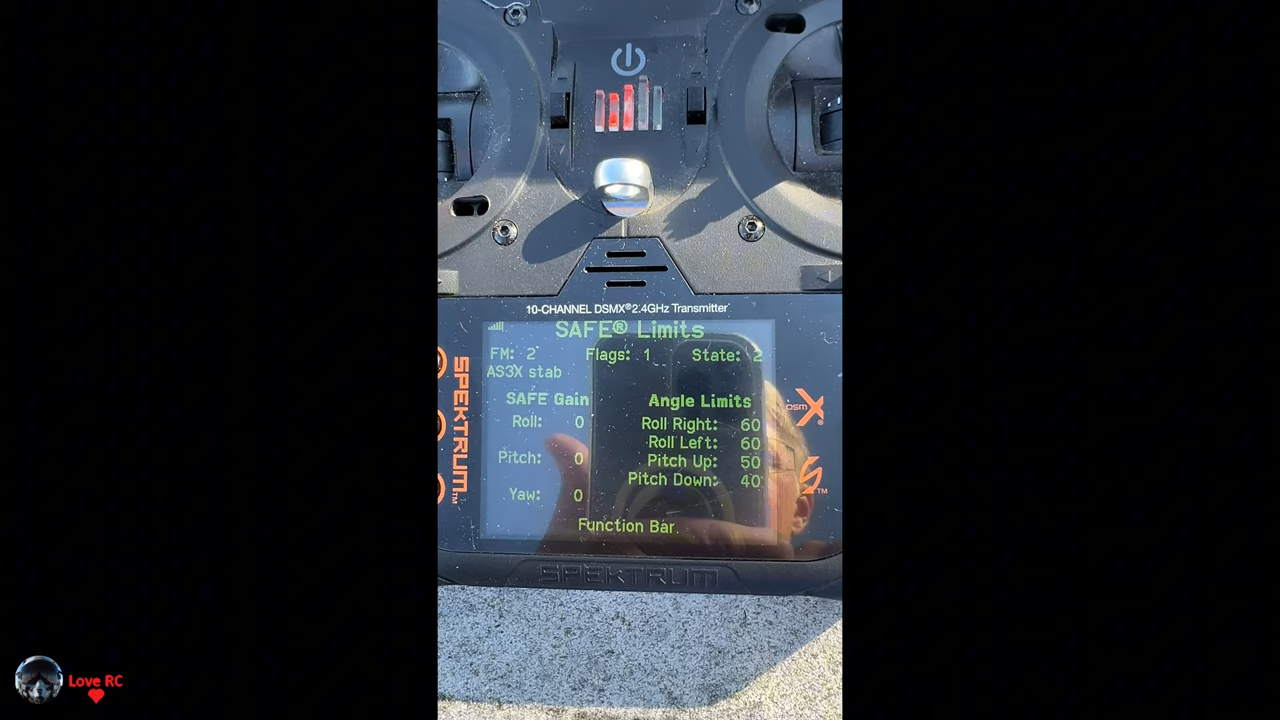 10-CHANNEL DSMX® 2.4GHz Transmitter
SAFE® Limits
FM: 2 Flags: 1 State: 2
AS3X stab
SAFE Gain Angle Limits
Roll: 0 Roll Right: 60
Roll Left: 60
Pitch: 0 Pitch Up: 50
Pitch Down: 40
Yaw: 0
Function Bar.
SPEKTRUM™
DSM X®
SPEKTRUM
Love RC